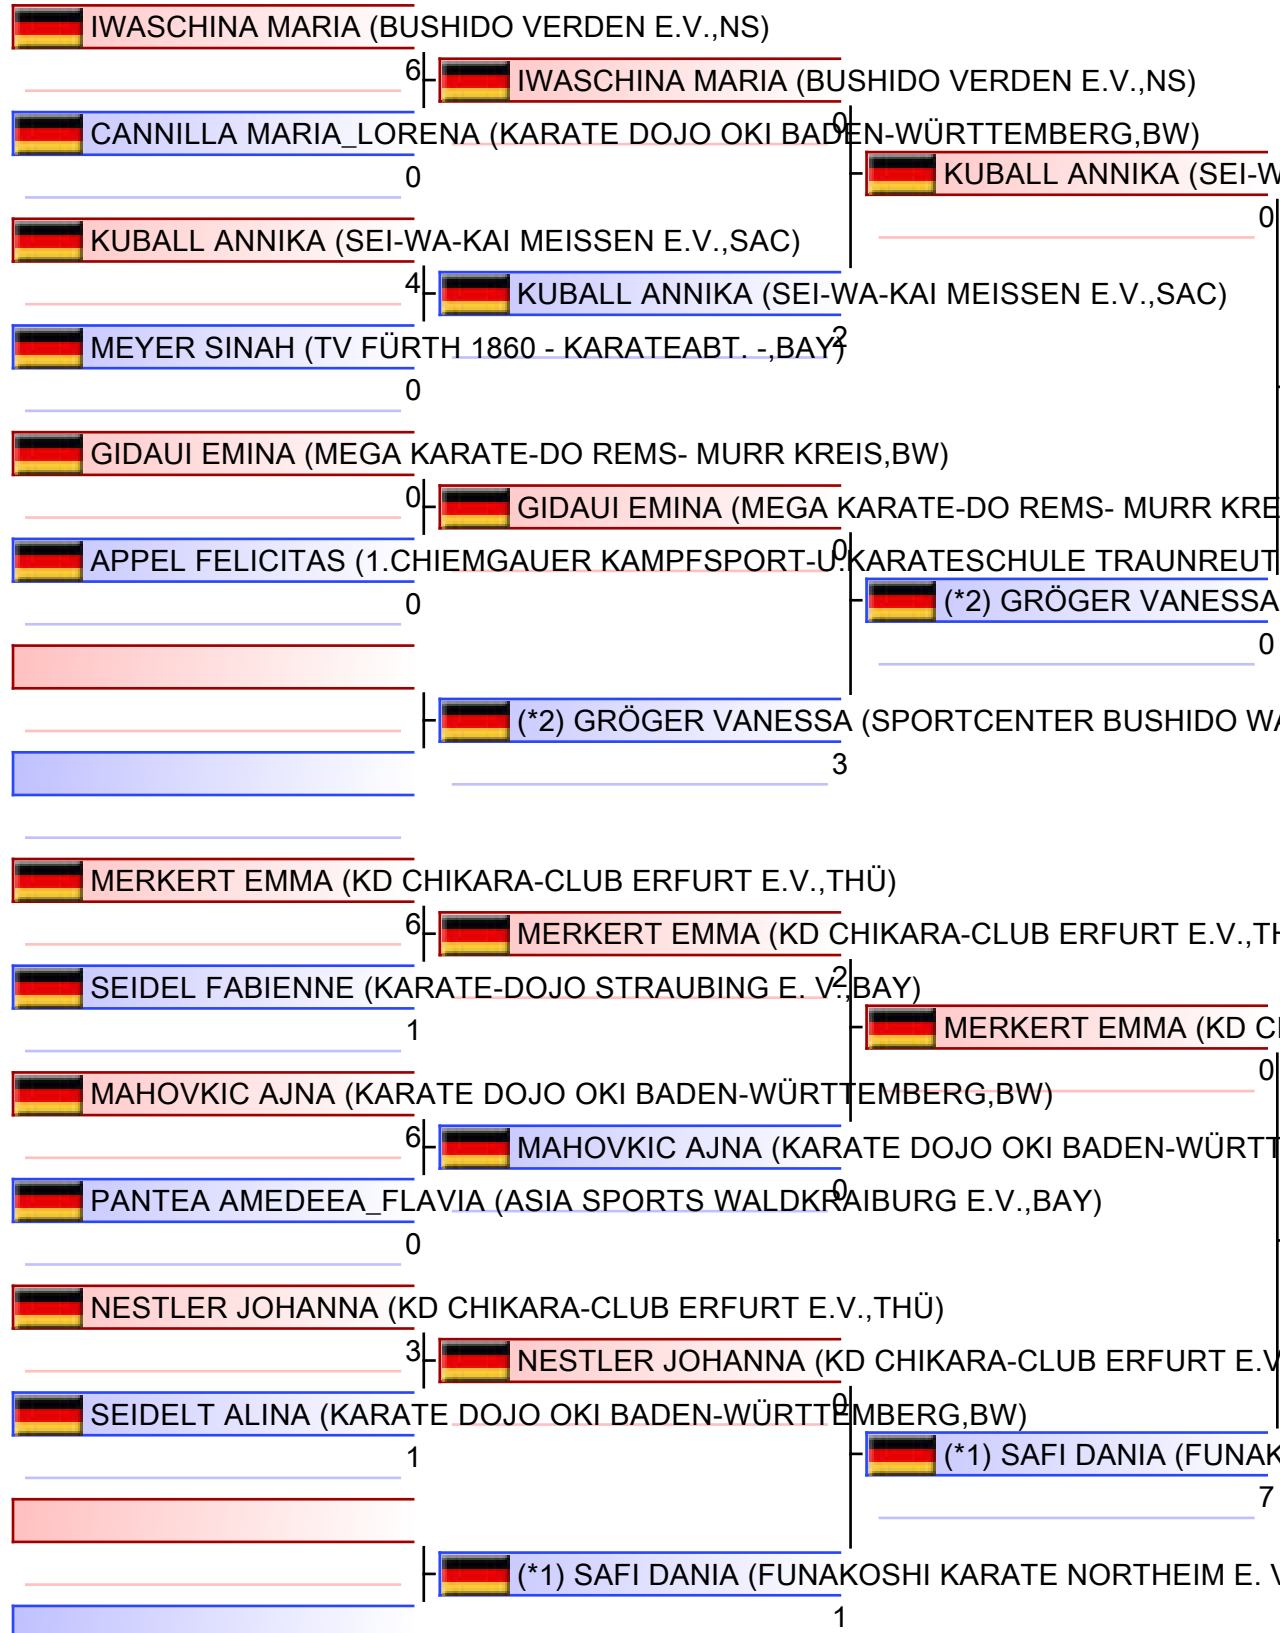 IWASCHINA MARIA (BUSHIDO VERDEN E.V.,NS)
6
IWASCHINA MARIA (BUSHIDO VERDEN E.V.,NS)
0
CANNILLA MARIA_LORENA (KARATE DOJO OKI BADEN-WÜRTTEMBERG,BW)
0
KUBALL ANNIKA (SEI-W
0
KUBALL ANNIKA (SEI-WA-KAI MEISSEN E.V.,SAC)
4
KUBALL ANNIKA (SEI-WA-KAI MEISSEN E.V.,SAC)
2
MEYER SINAH (TV FÜRTH 1860 - KARATEABT. -,BAY)
0
GIDAUI EMINA (MEGA KARATE-DO REMS- MURR KREIS,BW)
0
GIDAUI EMINA (MEGA KARATE-DO REMS- MURR KRE
0
APPEL FELICITAS (1.CHIEMGAUER KAMPFSPORT-U.KARATESCHULE TRAUNREUT
0
(*2) GRÖGER VANESSA
0
(*2) GRÖGER VANESSA (SPORTCENTER BUSHIDO WA
3
MERKERT EMMA (KD CHIKARA-CLUB ERFURT E.V.,THÜ)
6
MERKERT EMMA (KD CHIKARA-CLUB ERFURT E.V.,TH
2
SEIDEL FABIENNE (KARATE-DOJO STRAUBING E. V.,BAY)
1
MERKERT EMMA (KD C
0
MAHOVKIC AJNA (KARATE DOJO OKI BADEN-WÜRTTEMBERG,BW)
6
MAHOVKIC AJNA (KARATE DOJO OKI BADEN-WÜRTT
0
PANTEA AMEDEEA_FLAVIA (ASIA SPORTS WALDKRAIBURG E.V.,BAY)
0
NESTLER JOHANNA (KD CHIKARA-CLUB ERFURT E.V.,THÜ)
3
NESTLER JOHANNA (KD CHIKARA-CLUB ERFURT E.V
0
SEIDELT ALINA (KARATE DOJO OKI BADEN-WÜRTTEMBERG,BW)
1
(*1) SAFI DANIA (FUNAK
7
(*1) SAFI DANIA (FUNAKOSHI KARATE NORTHEIM E. V
1